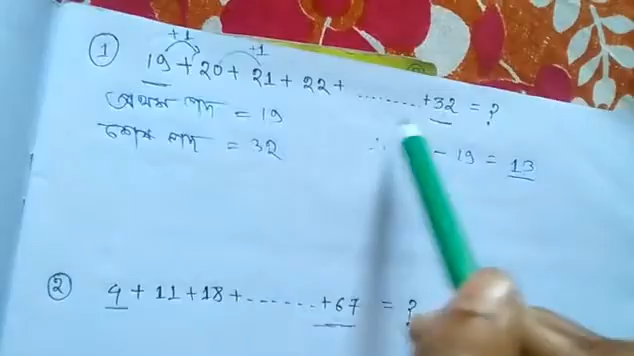 ① 19 + 20 + 21 + 22 + ........ + 32 = ?
+1 +1
প্রথম পদ = 19
শেষ পদ = 32
∴ - 19 = 13
② 4 + 11 + 18 + ....... + 67 = ?